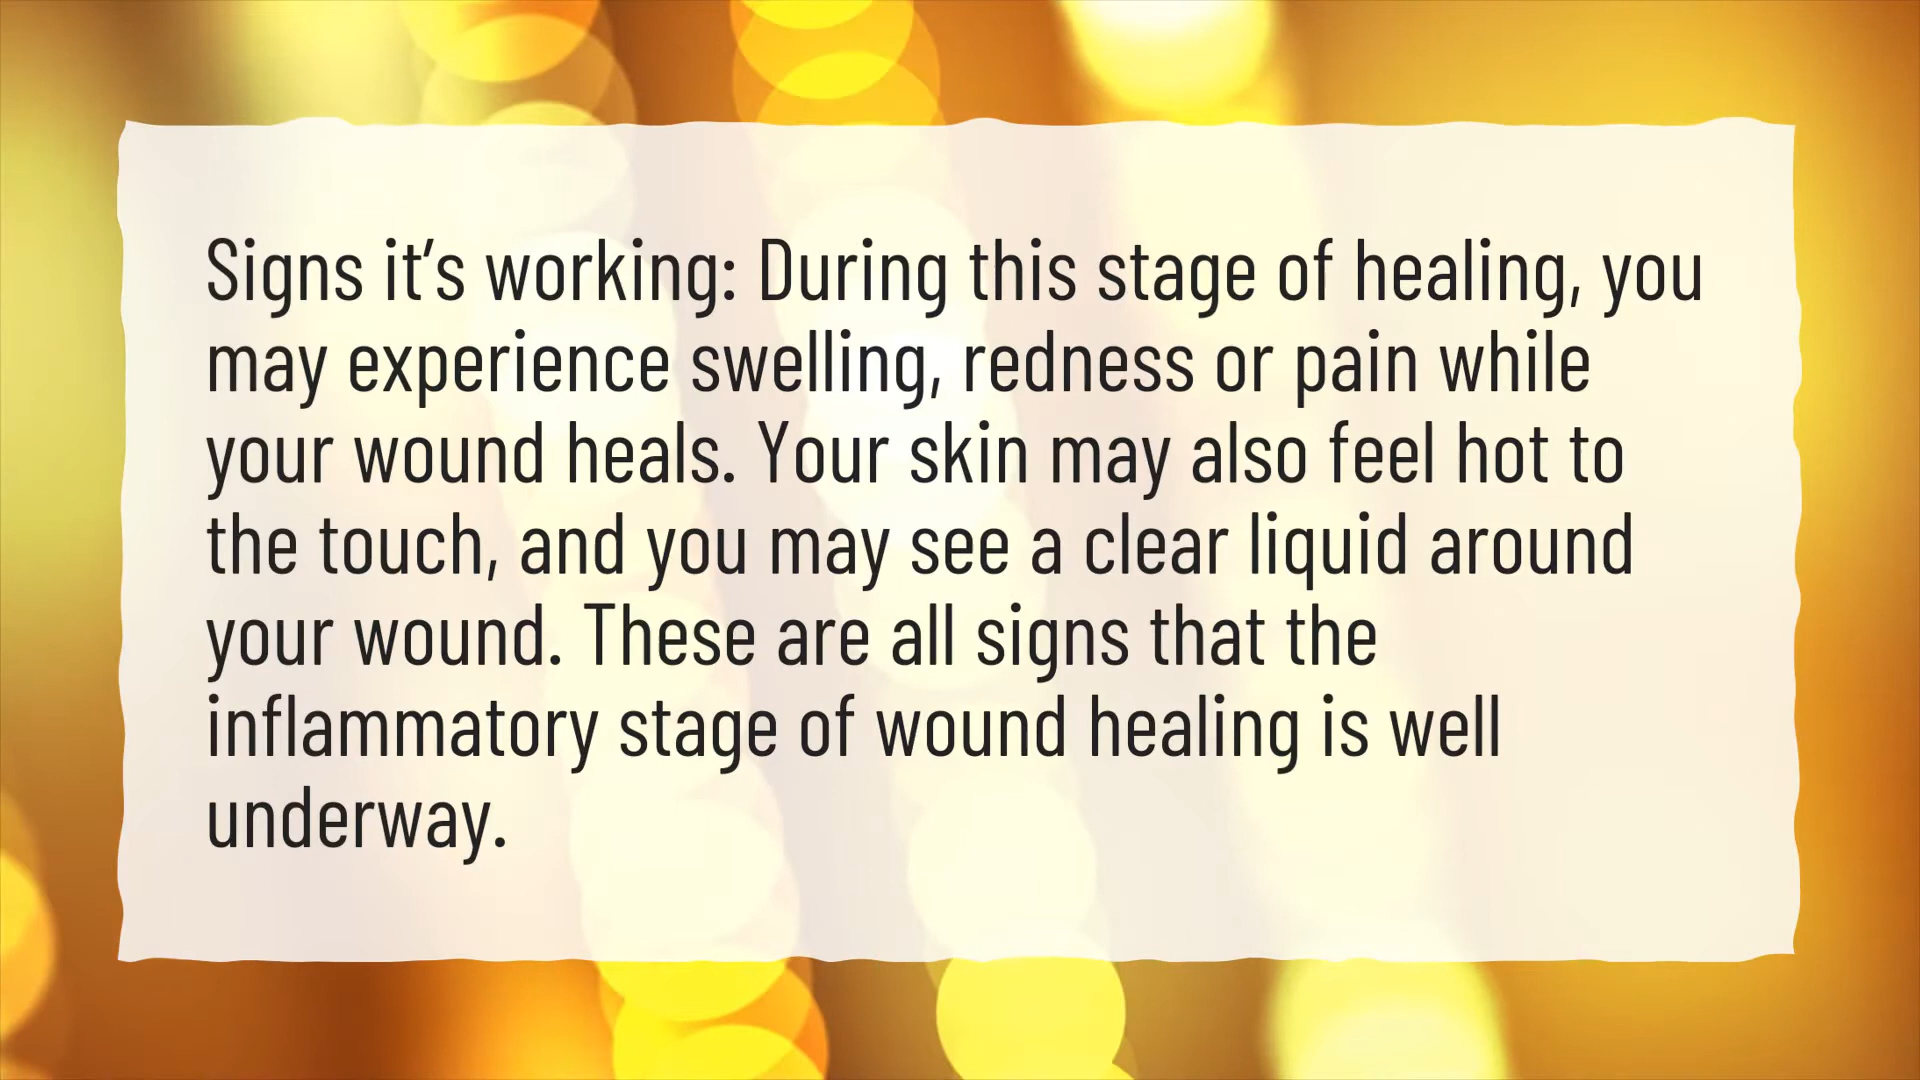 Signs it’s working: During this stage of healing, you
may experience swelling, redness or pain while
your wound heals. Your skin may also feel hot to
the touch, and you may see a clear liquid around
your wound. These are all signs that the
inflammatory stage of wound healing is well
underway.